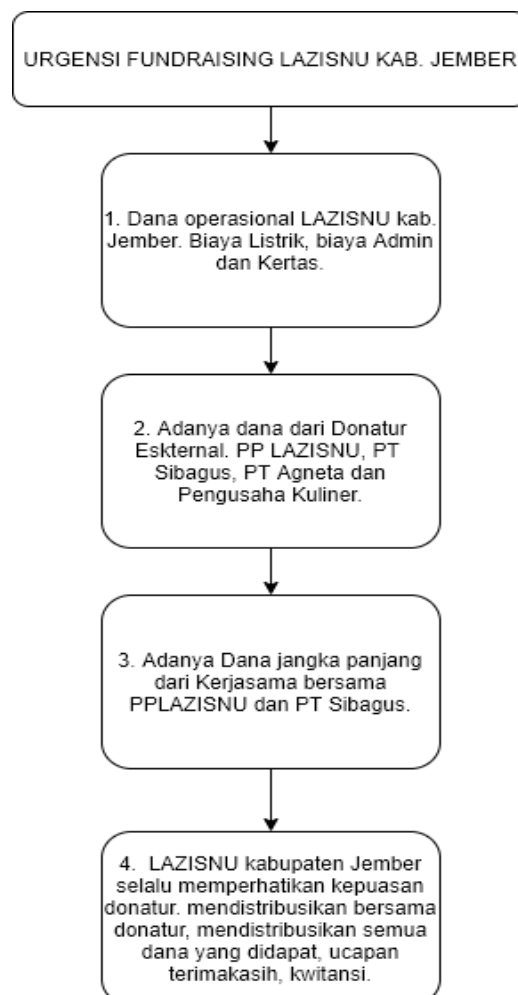 URGENSI FUNDRAISING LAZISNU KAB. JEMBER
1. Dana operasional LAZISNU kab.
Jember. Biaya Listrik, biaya Admin
dan Kertas.
2. Adanya dana dari Donatur
Eskternal. PP LAZISNU, PT
Sibagus, PT Agneta dan
Pengusaha Kuliner.
3. Adanya Dana jangka panjang
dari Kerjasama bersama
PPLAZISNU dan PT Sibagus.
4. LAZISNU kabupaten Jember
selalu memperhatikan kepuasan
donatur. mendistribusikan bersama
donatur, mendistribusikan semua
dana yang didapat, ucapan
terimakasih, kwitansi.